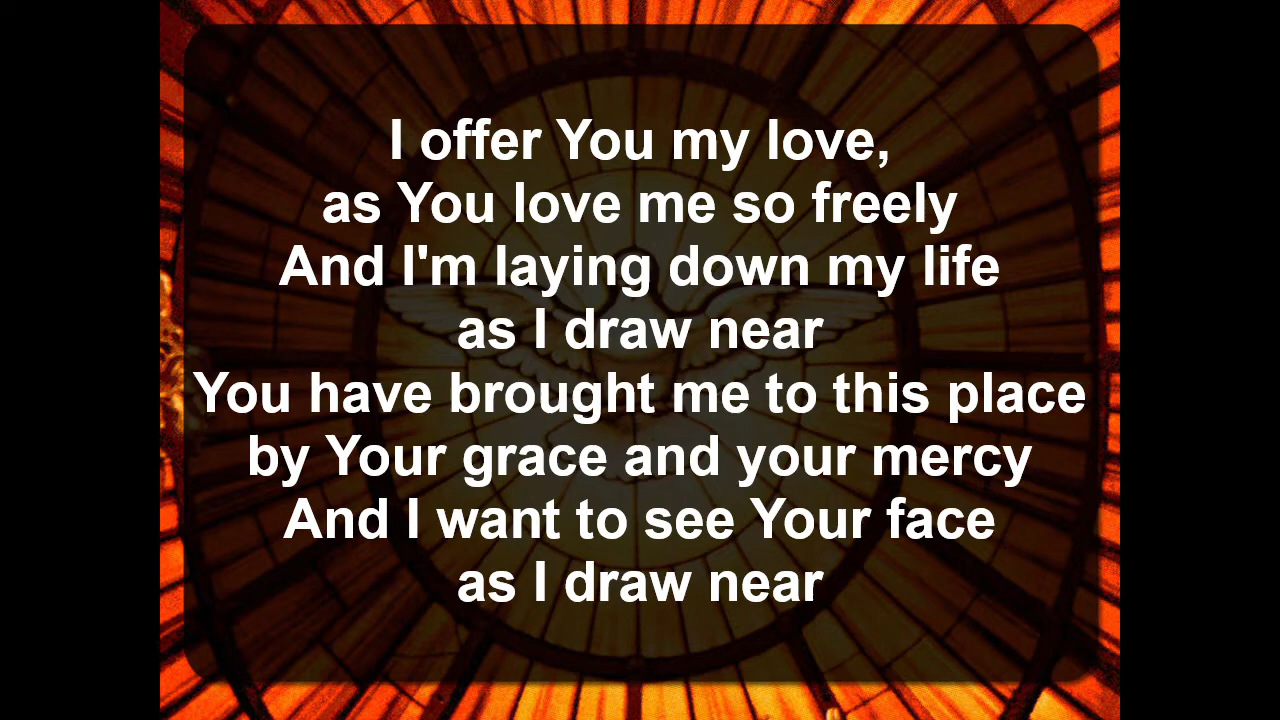 I offer You my love,
as You love me so freely
And I'm laying down my life
as I draw near
You have brought me to this place
by Your grace and your mercy
And I want to see Your face
as I draw near